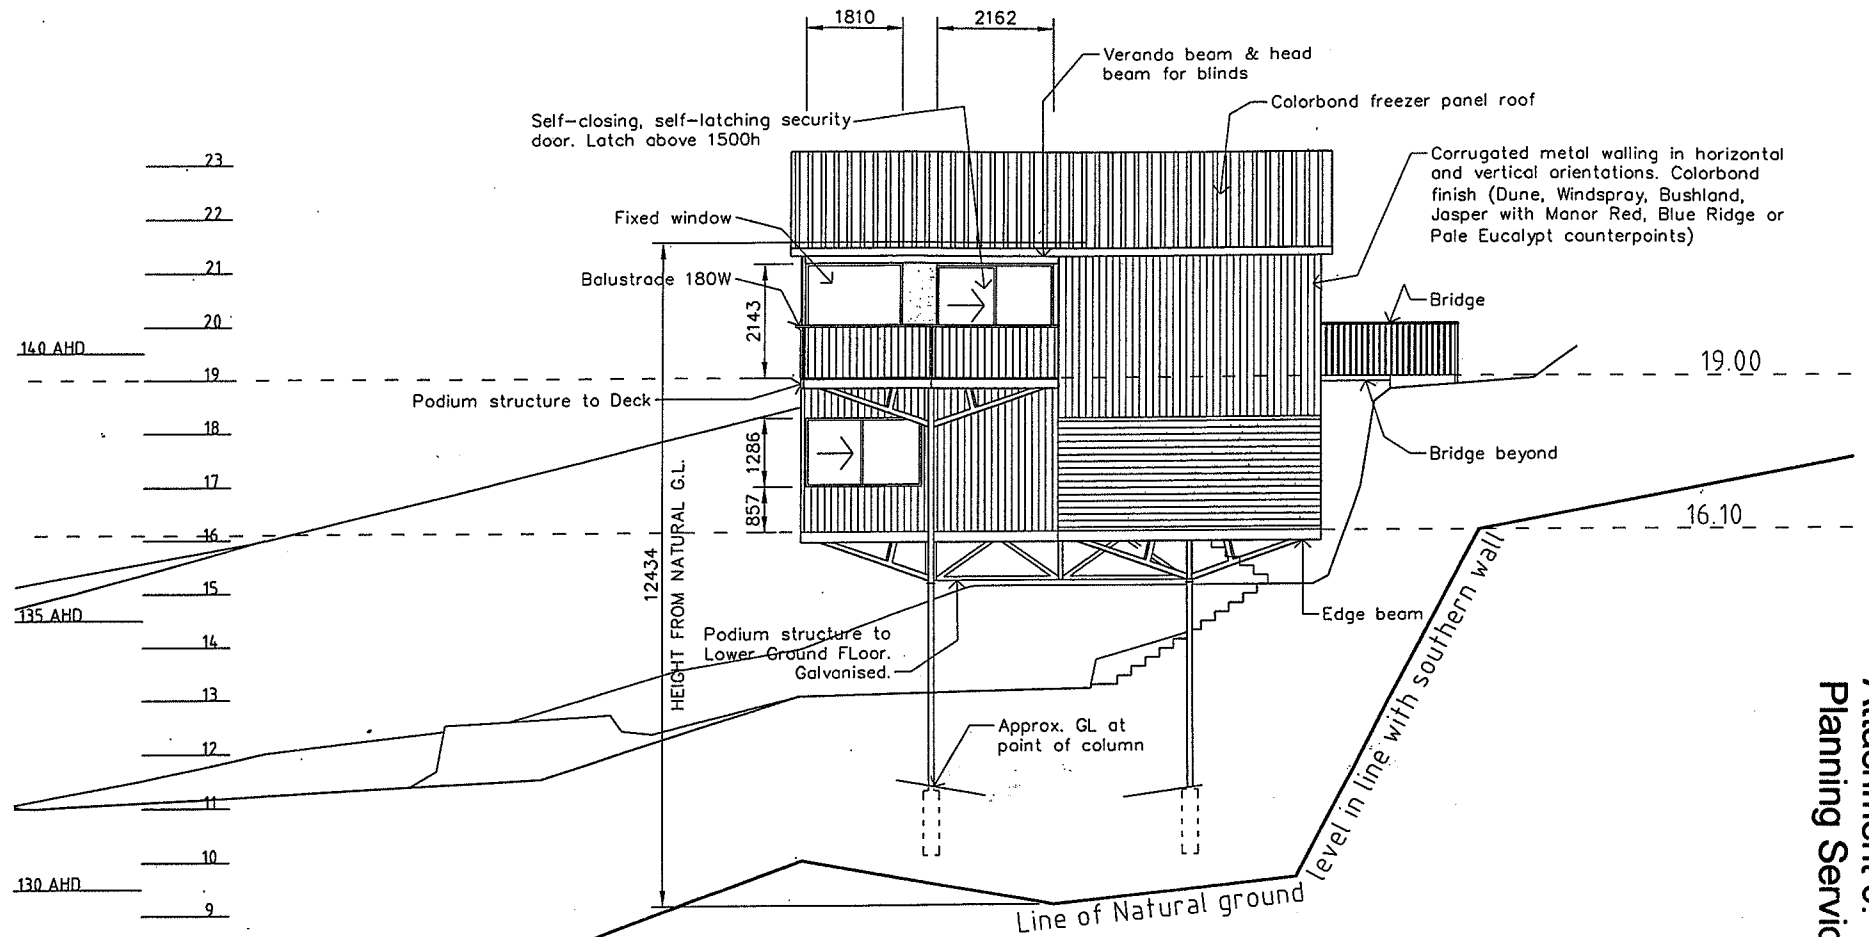 1810
2162
Veranda beam & head
beam for blinds
Colorbond freezer panel roof
Self-closing, self-latching security
door. Latch above 1500h
Corrugated metal walling in horizontal
and vertical orientations. Colorbond
finish (Dune, Windspray, Bushland,
Jasper with Manor Red, Blue Ridge or
Pale Eucalypt counterpoints)
Fixed window
Balustrade 180W
Bridge
Podium structure to Deck
Bridge beyond
23
22
21
20
19
18
17
16
15
14
13
12
11
10
9
140 AHD
135 AHD
130 AHD
2143
1286
857
12434
HEIGHT FROM NATURAL G.L.
19.00
16.10
Podium structure to
Lower Ground FLoor.
Galvanised.
Edge beam
Approx. GL at
point of column
Line of Natural ground level in line with southern wall
Planning Servic